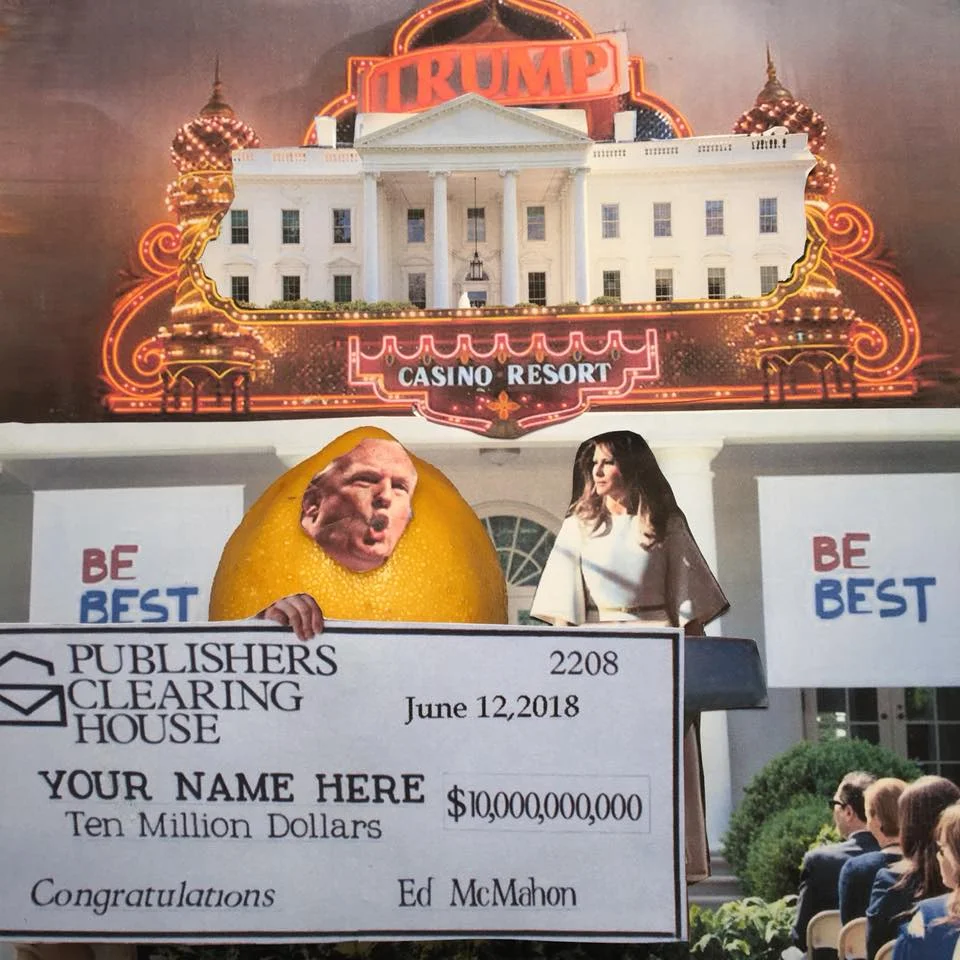 TRUMP
CASINO RESORT
BE
BEST
BE
BEST
PUBLISHERS
CLEARING
HOUSE
2208
June 12,2018
YOUR NAME HERE
Ten Million Dollars
$10,000,000,000
Congratulations
Ed McMahon